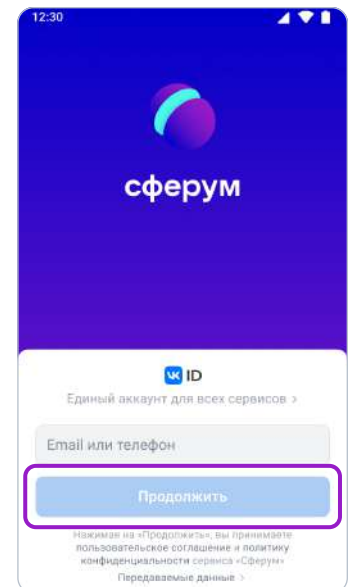 12:30
сферум
VK ID
Единый аккаунт для всех сервисов >
Email или телефон
Продолжить
Нажимая на «Продолжить», вы принимаете
пользовательское соглашение и политику
конфиденциальности сервиса «Сферум»
Передаваемые данные >